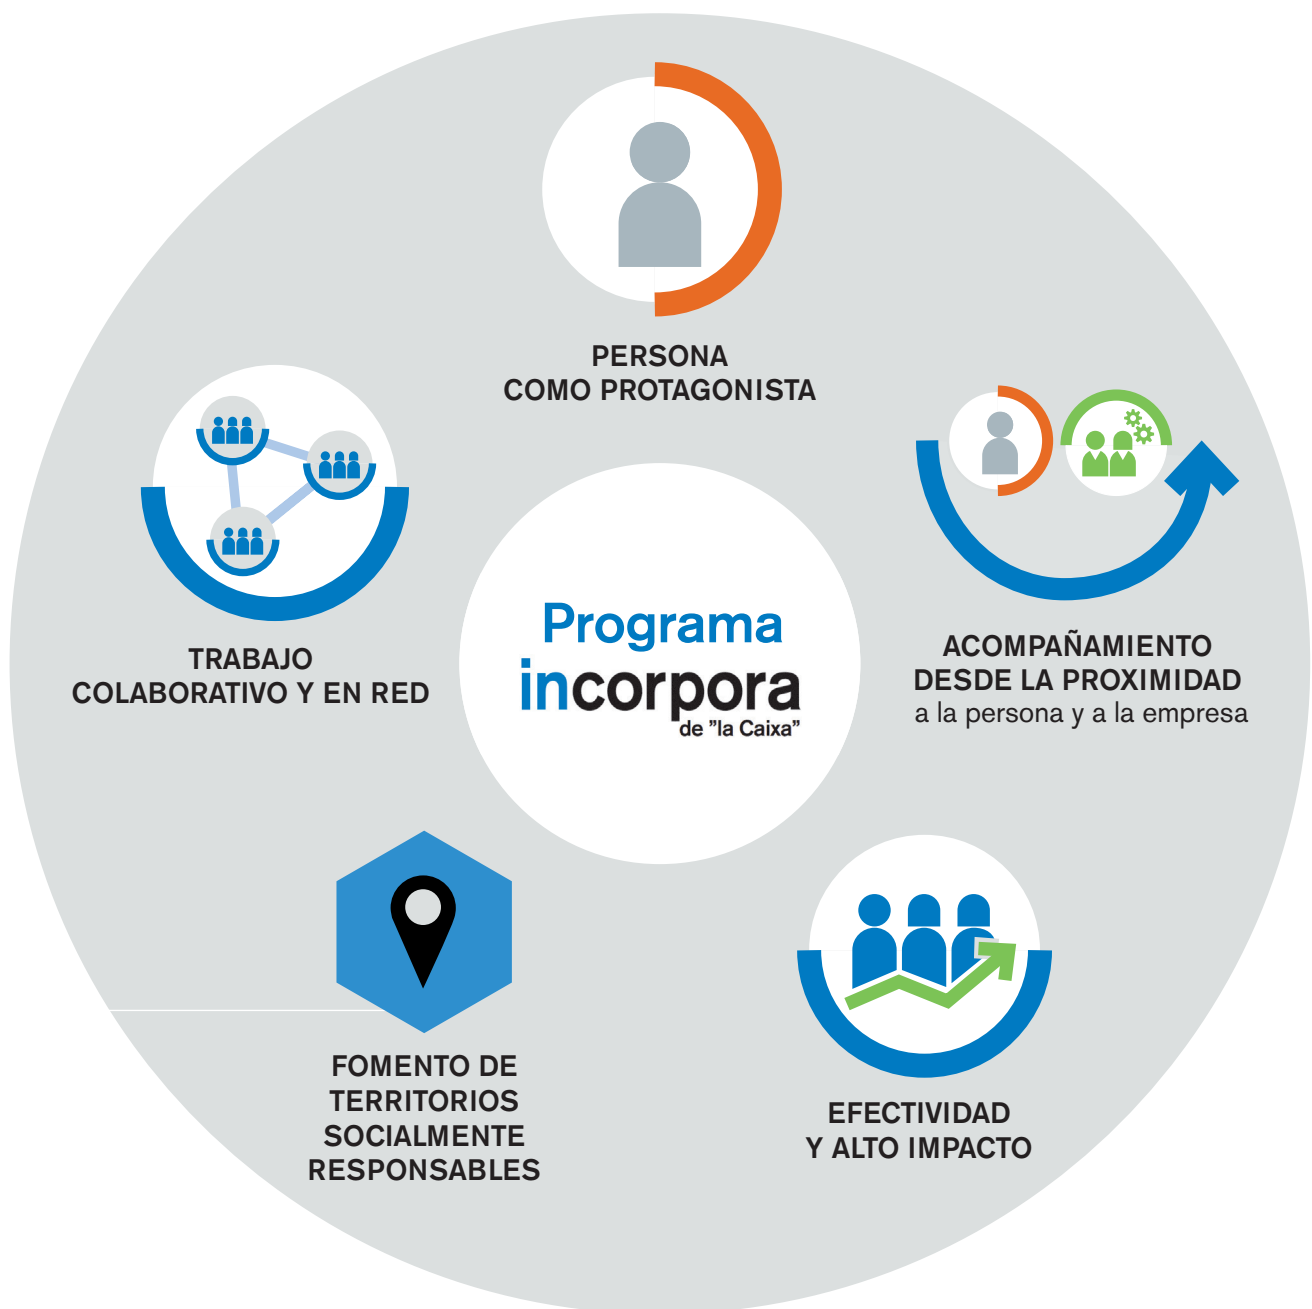 PERSONA
COMO PROTAGONISTA
TRABAJO
COLABORATIVO Y EN RED
Programa
incorpora
de "la Caixa"
ACOMPAÑAMIENTO
DESDE LA PROXIMIDAD
a la persona y a la empresa
FOMENTO DE
TERRITORIOS
SOCIALMENTE
RESPONSABLES
EFECTIVIDAD
Y ALTO IMPACTO